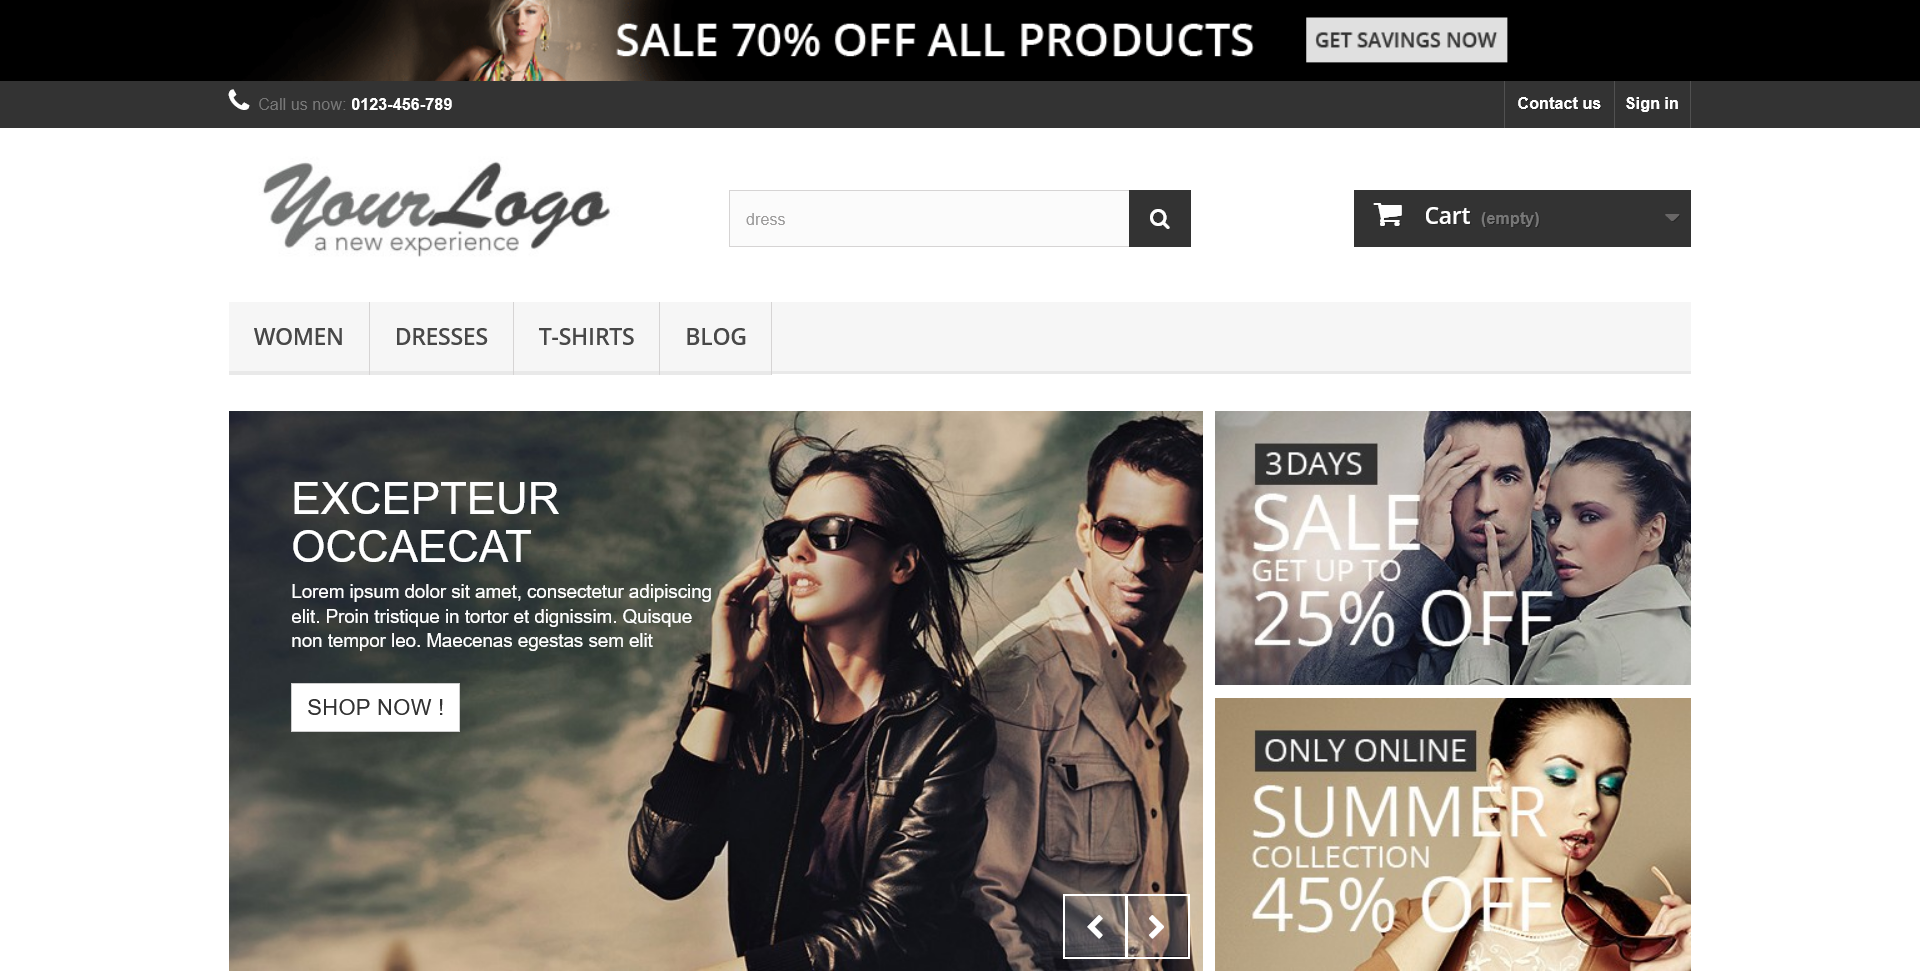 SALE 70% OFF ALL PRODUCTS
GET SAVINGS NOW
Call us now: 0123-456-789
Contact us
Sign in
YourLogo
a new experience
dress
Cart (empty)
WOMEN
DRESSES
T-SHIRTS
BLOG
EXCEPTEUR
OCCAECAT
Lorem ipsum dolor sit amet, consectetur adipiscing
elit. Proin tristique in tortor et dignissim. Quisque
non tempor leo. Maecenas egestas sem elit
SHOP NOW !
3 DAYS
SALE
GET UP TO
25% OFF
ONLY ONLINE
SUMMER
COLLECTION
45% OFF